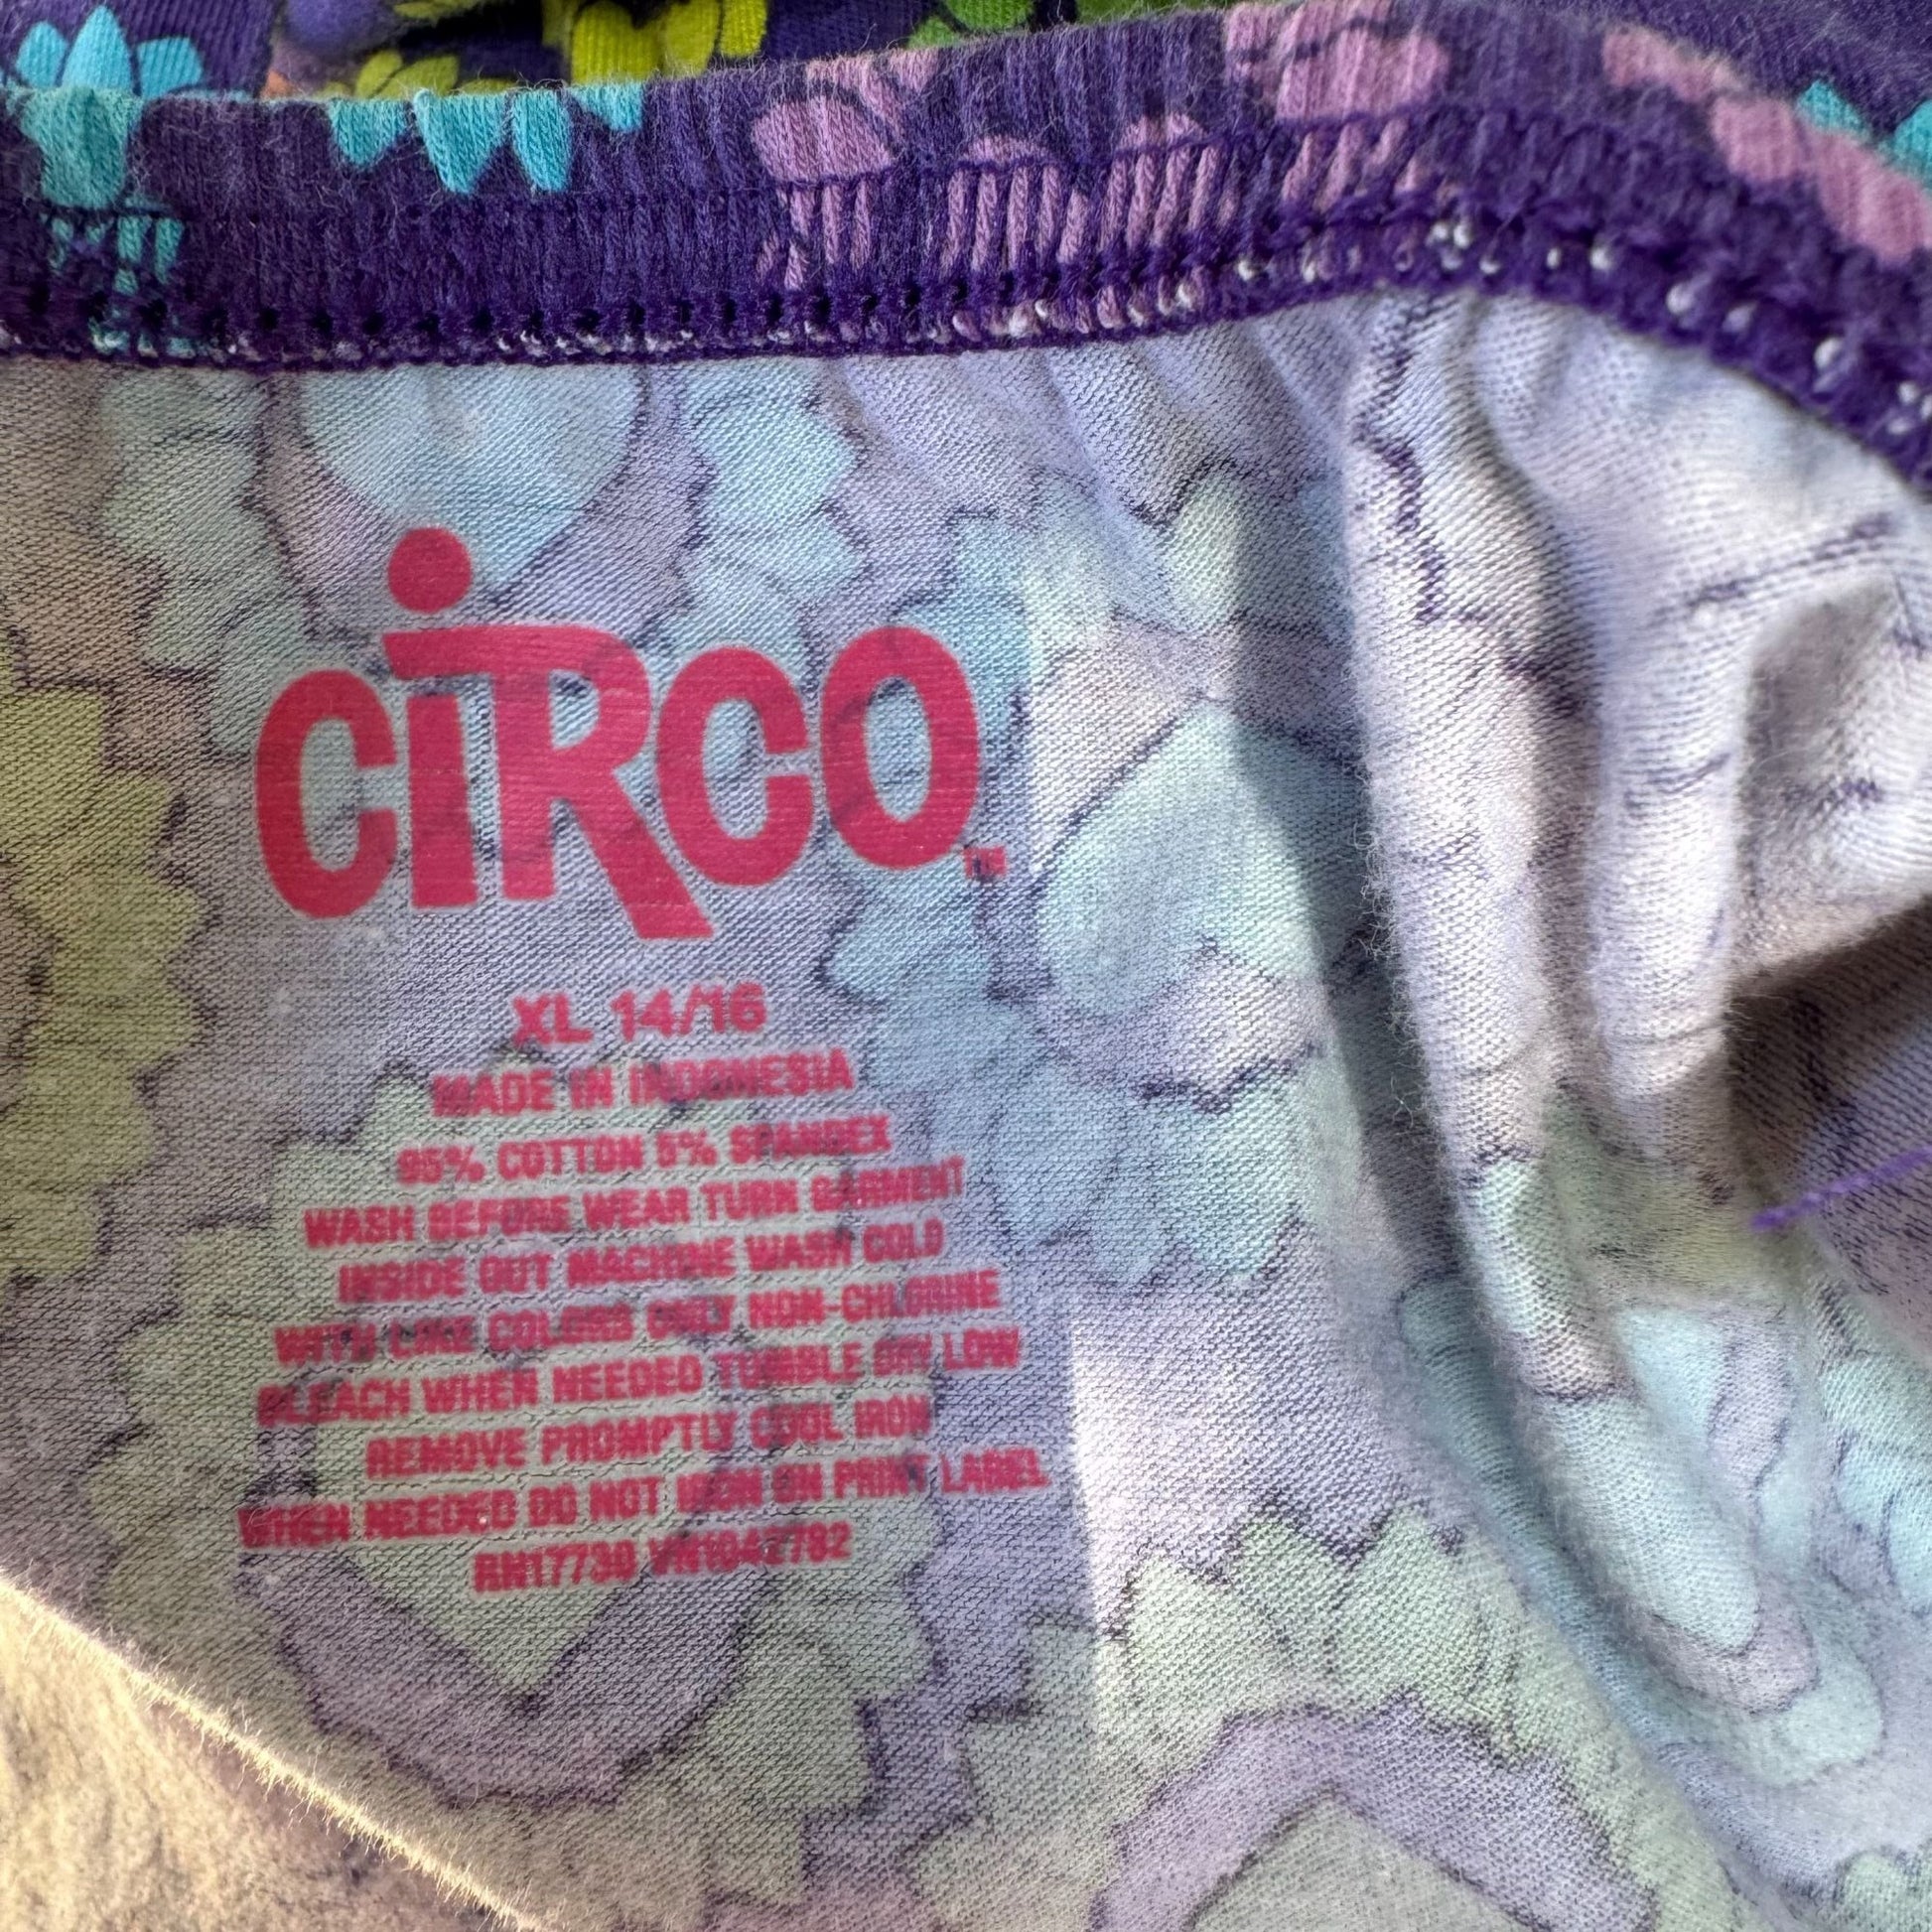 ciRco™
XL 14/16
MADE IN INDONESIA
95% COTTON 5% SPANDEX
WASH BEFORE WEAR TURN GARMENT
INSIDE OUT MACHINE WASH COLD
WITH LIKE COLORS ONLY NON-CHLORINE
BLEACH WHEN NEEDED TUMBLE DRY LOW
REMOVE PROMPTLY COOL IRON
WHEN NEEDED DO NOT IRON ON PRINT LABEL
RN17730 VN1042782